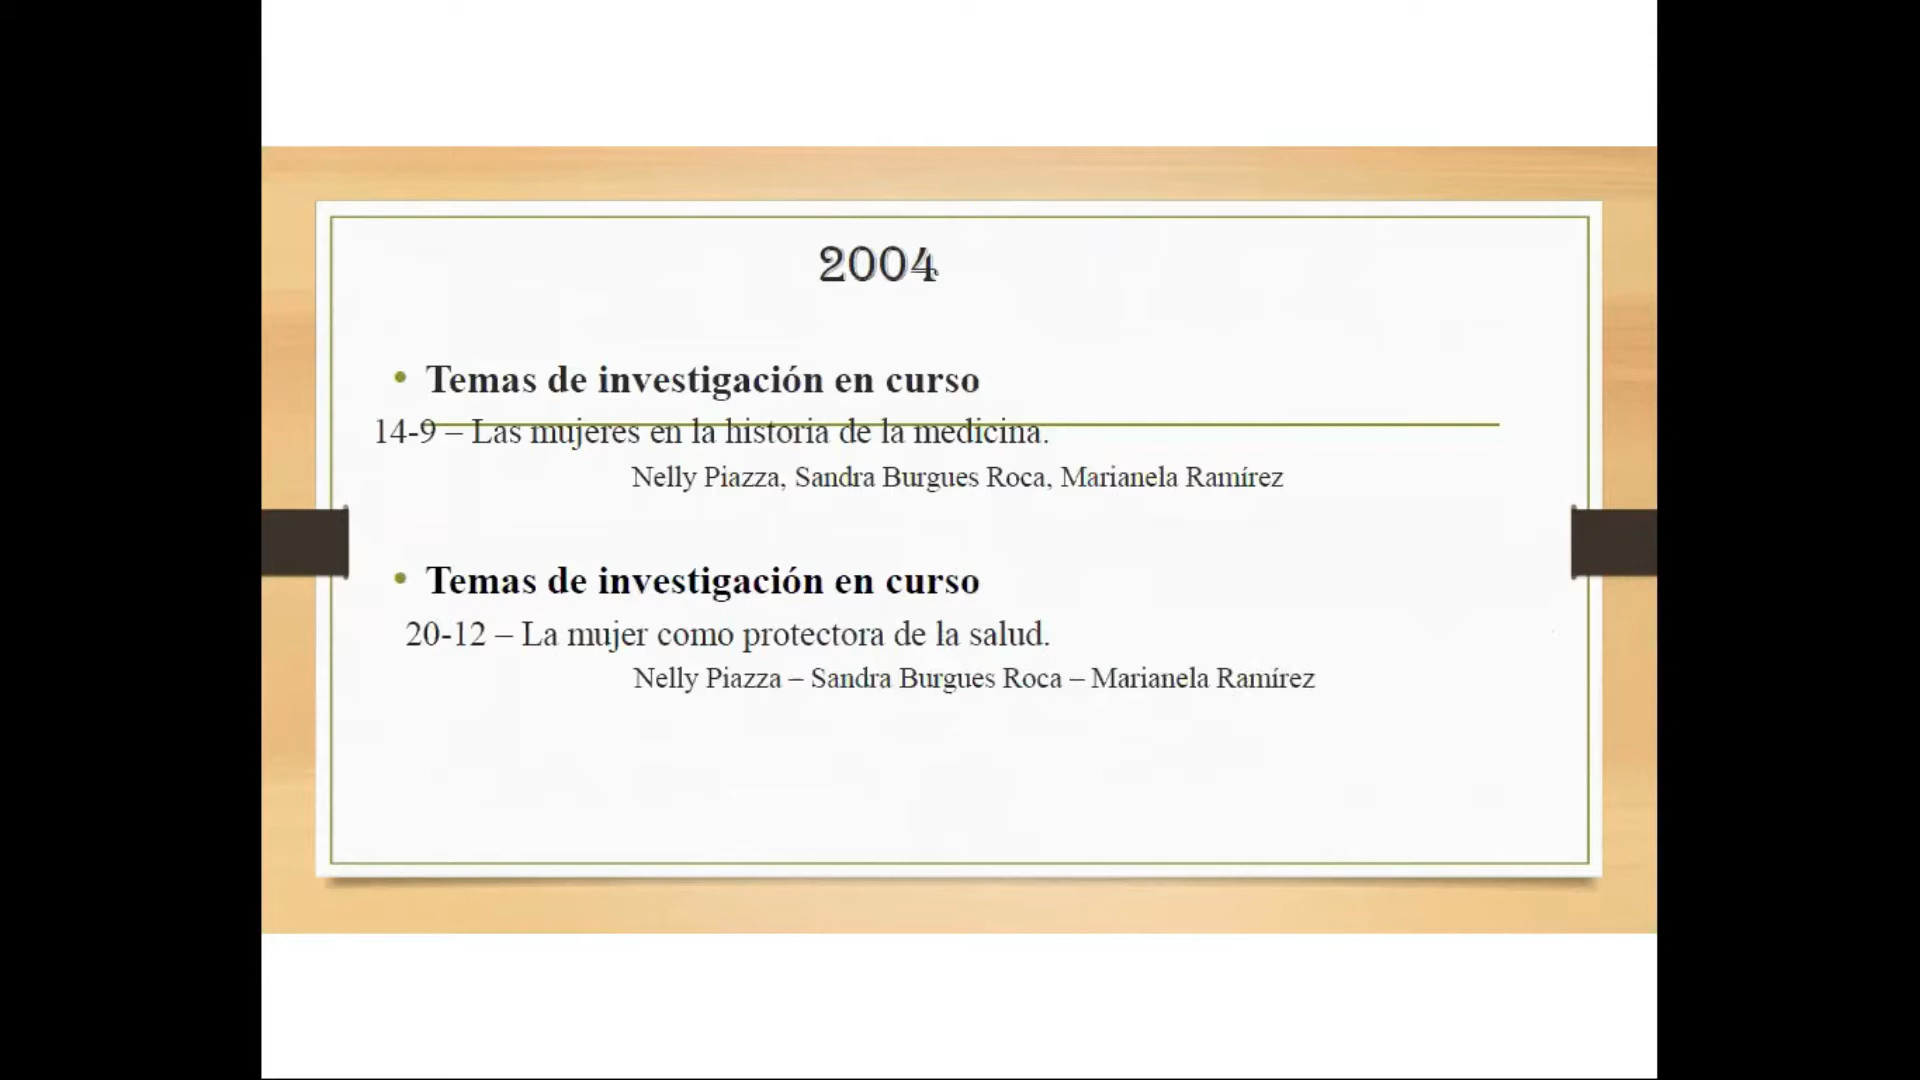 2004
• Temas de investigación en curso
14-9 – Las mujeres en la historia de la medicina.
Nelly Piazza, Sandra Burgues Roca, Marianela Ramírez
• Temas de investigación en curso
20-12 – La mujer como protectora de la salud.
Nelly Piazza – Sandra Burgues Roca – Marianela Ramírez